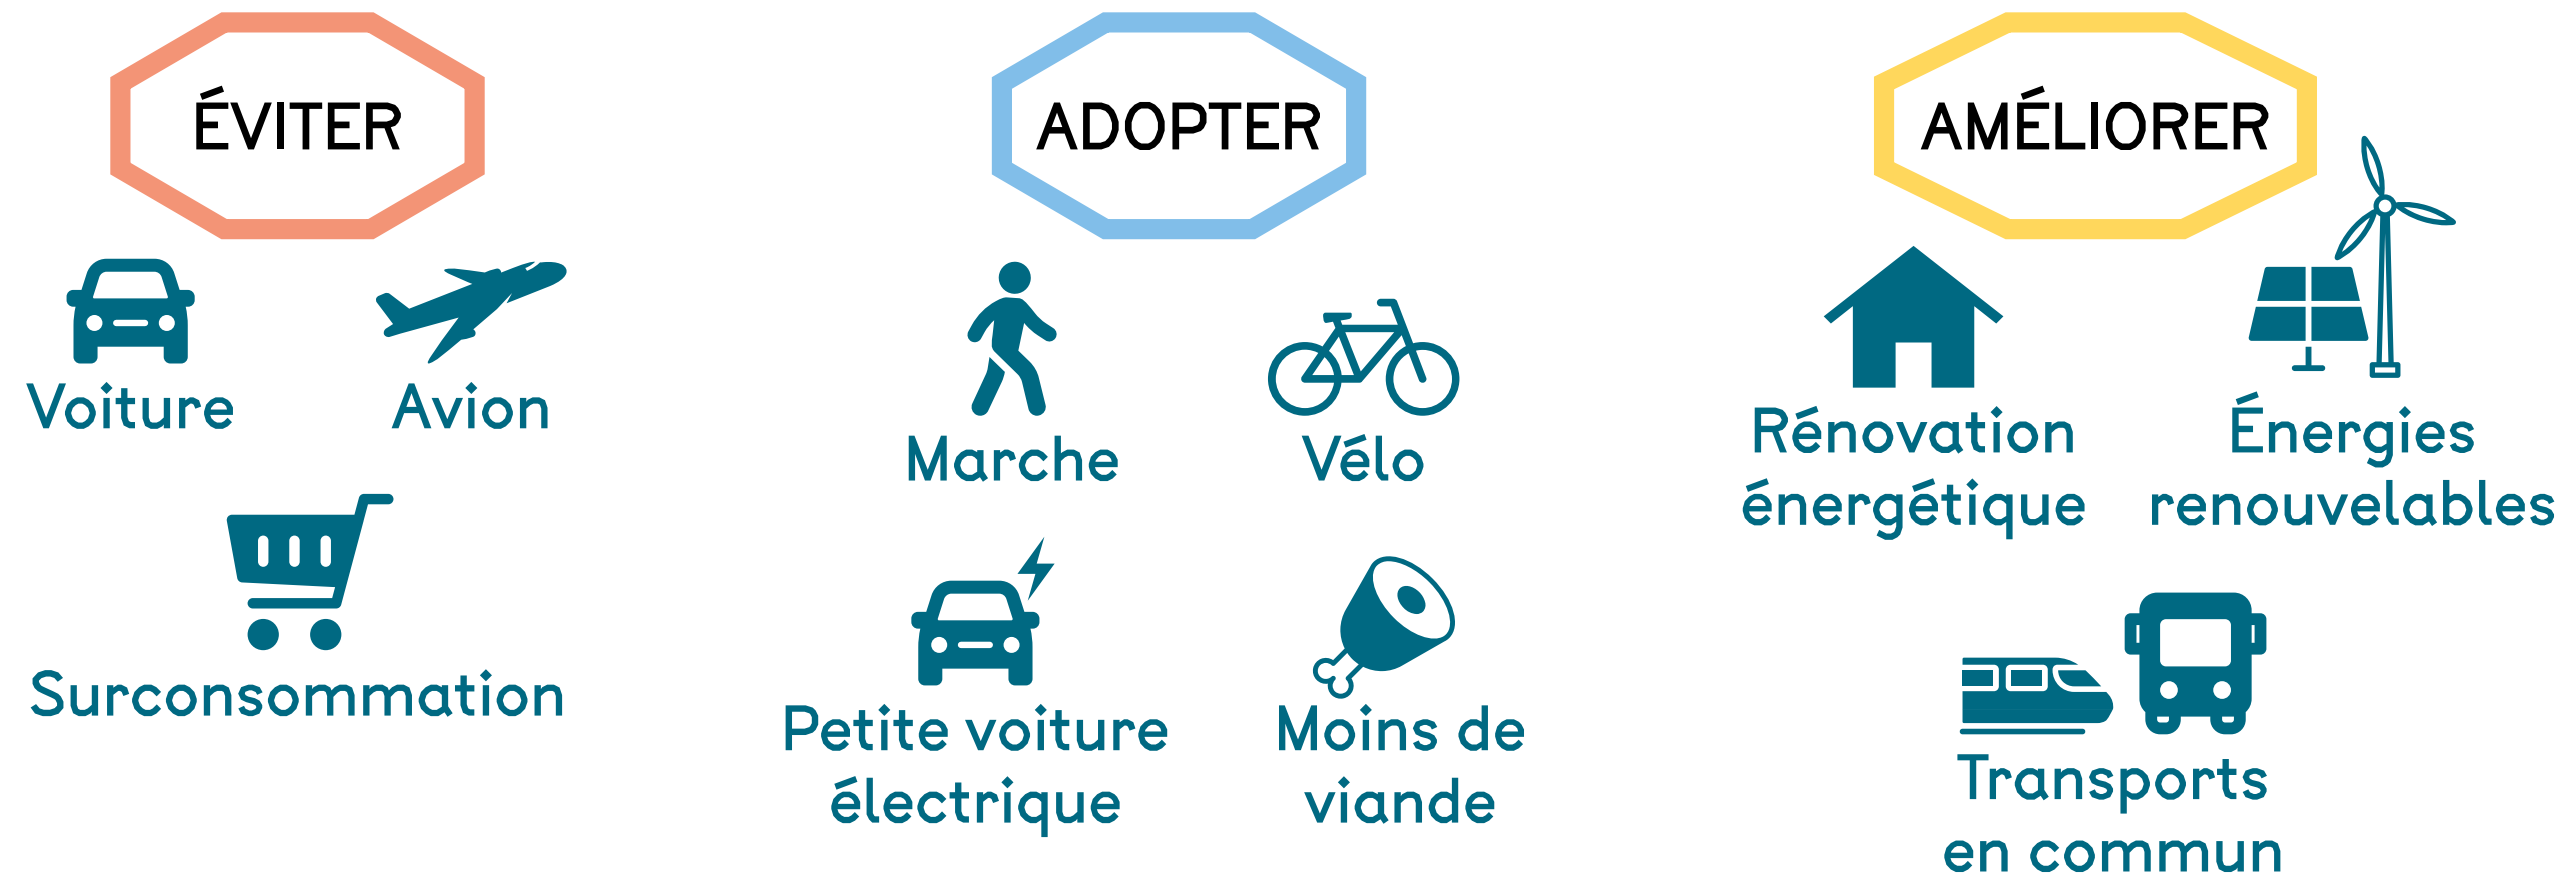 ÉVITER
Voiture
Avion
Surconsommation
ADOPTER
Marche
Vélo
Petite voiture
électrique
Moins de
viande
AMÉLIORER
Rénovation
énergétique
Énergies
renouvelables
Transports
en commun